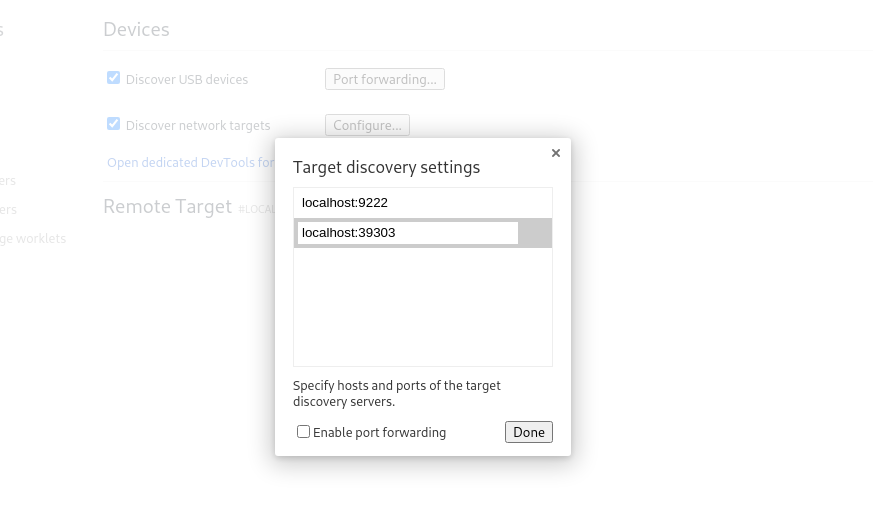 s
Devices
Discover USB devices
Port forwarding...
Discover network targets
Configure...
Open dedicated DevTools for
ers
Remote Target #LOCAL
ers
ge worklets
Target discovery settings
localhost:9222
localhost:39303
Specify hosts and ports of the target
discovery servers.
Enable port forwarding
Done